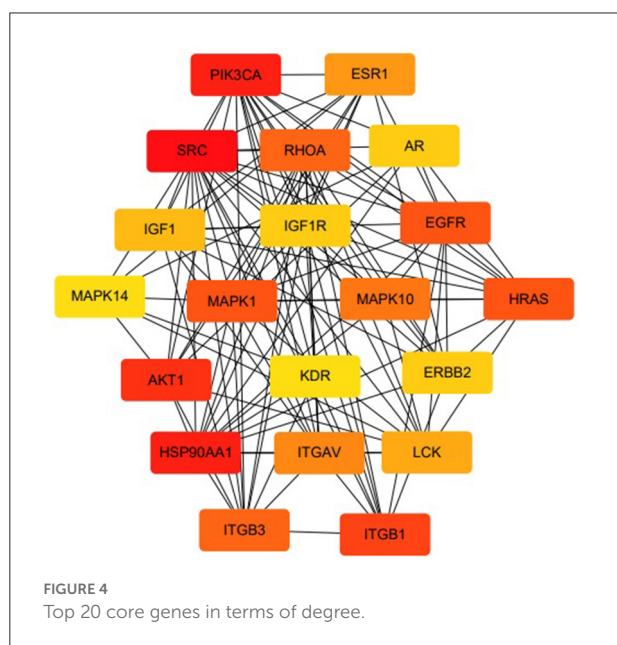 PIK3CA
ESR1
SRC
RHOA
AR
IGF1
IGF1R
EGFR
MAPK14
MAPK1
MAPK10
HRAS
AKT1
KDR
ERBB2
HSP90AA1
ITGAV
LCK
ITGB3
ITGB1
FIGURE 4
Top 20 core genes in terms of degree.